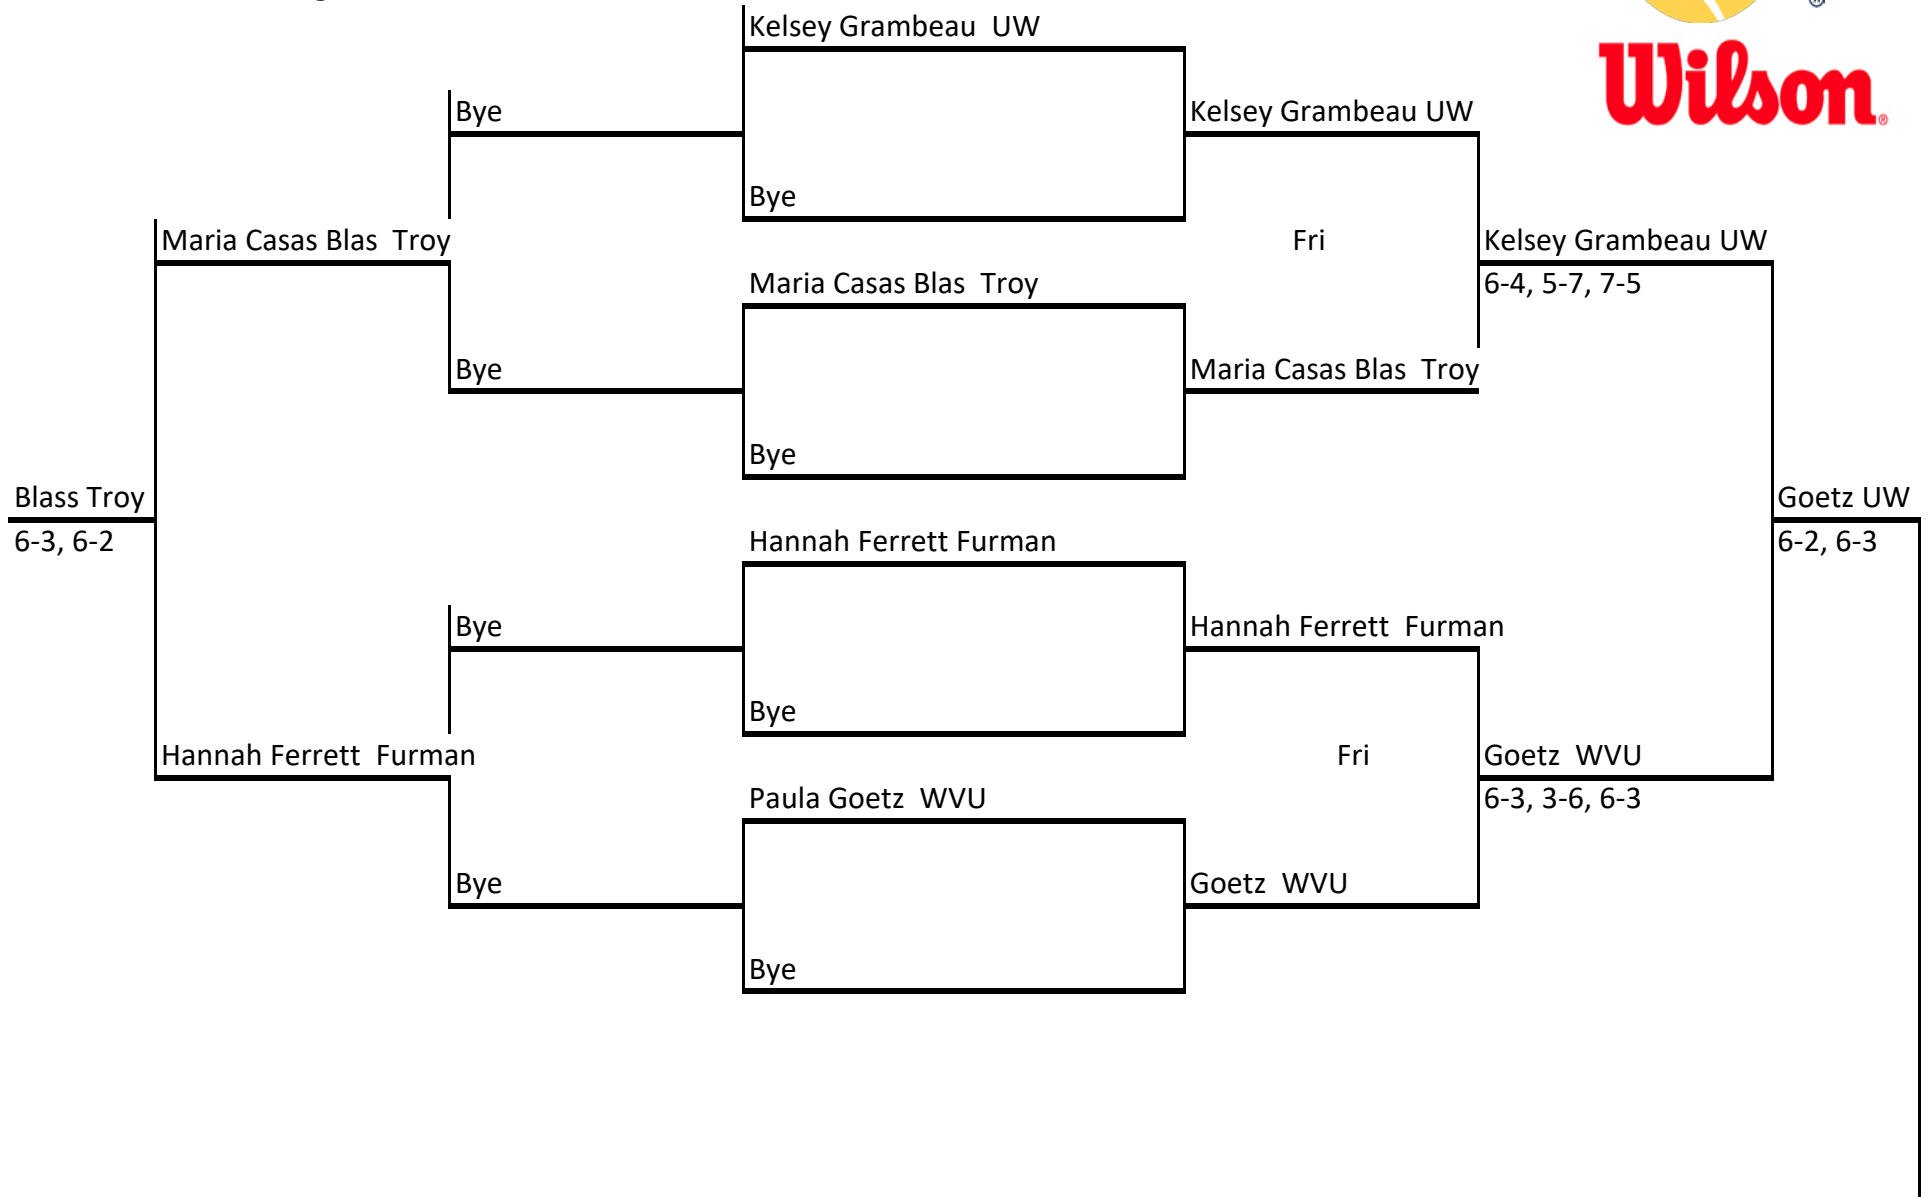 Kelsey Grambeau  UW
Wilson®
Bye
Kelsey Grambeau UW
Bye
Maria Casas Blas  Troy
Fri
Kelsey Grambeau UW
Maria Casas Blas  Troy
6-4, 5-7, 7-5
Bye
Maria Casas Blas  Troy
Bye
Blass Troy
Goetz UW
6-3, 6-2
Hannah Ferrett Furman
6-2, 6-3
Bye
Hannah Ferrett  Furman
Bye
Hannah Ferrett  Furman
Fri
Goetz  WVU
Paula Goetz  WVU
6-3, 3-6, 6-3
Bye
Goetz  WVU
Bye